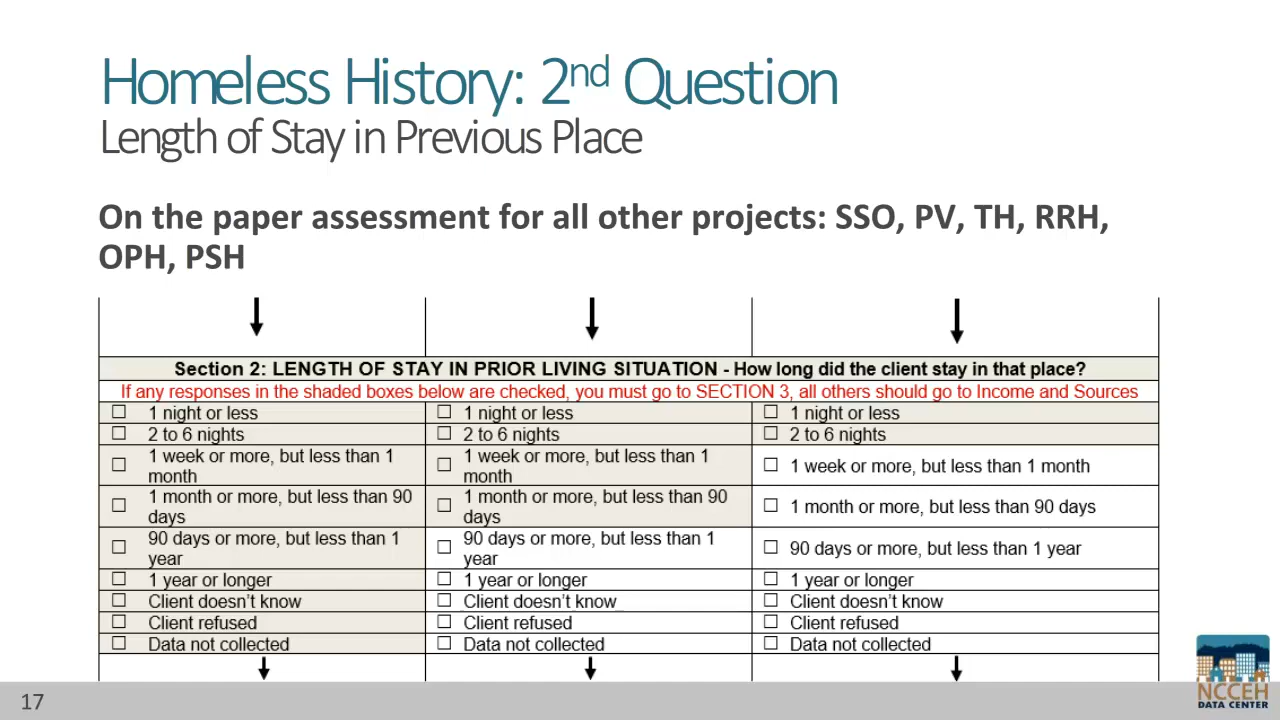 Homeless History: 2nd Question
Length of Stay in Previous Place
On the paper assessment for all other projects: SSO, PV, TH, RRH,
OPH, PSH
Section 2: LENGTH OF STAY IN PRIOR LIVING SITUATION - How long did the client stay in that place?
If any responses in the shaded boxes below are checked, you must go to SECTION 3, all others should go to Income and Sources
☐ 1 night or less ☐ 1 night or less ☐ 1 night or less
☐ 2 to 6 nights ☐ 2 to 6 nights ☐ 2 to 6 nights
☐ 1 week or more, but less than 1 month ☐ 1 week or more, but less than 1 month ☐ 1 week or more, but less than 1 month
☐ 1 month or more, but less than 90 days ☐ 1 month or more, but less than 90 days ☐ 1 month or more, but less than 90 days
☐ 90 days or more, but less than 1 year ☐ 90 days or more, but less than 1 year ☐ 90 days or more, but less than 1 year
☐ 1 year or longer ☐ 1 year or longer ☐ 1 year or longer
☐ Client doesn't know ☐ Client doesn't know ☐ Client doesn't know
☐ Client refused ☐ Client refused ☐ Client refused
☐ Data not collected ☐ Data not collected ☐ Data not collected
17
NCCEH
DATA CENTER